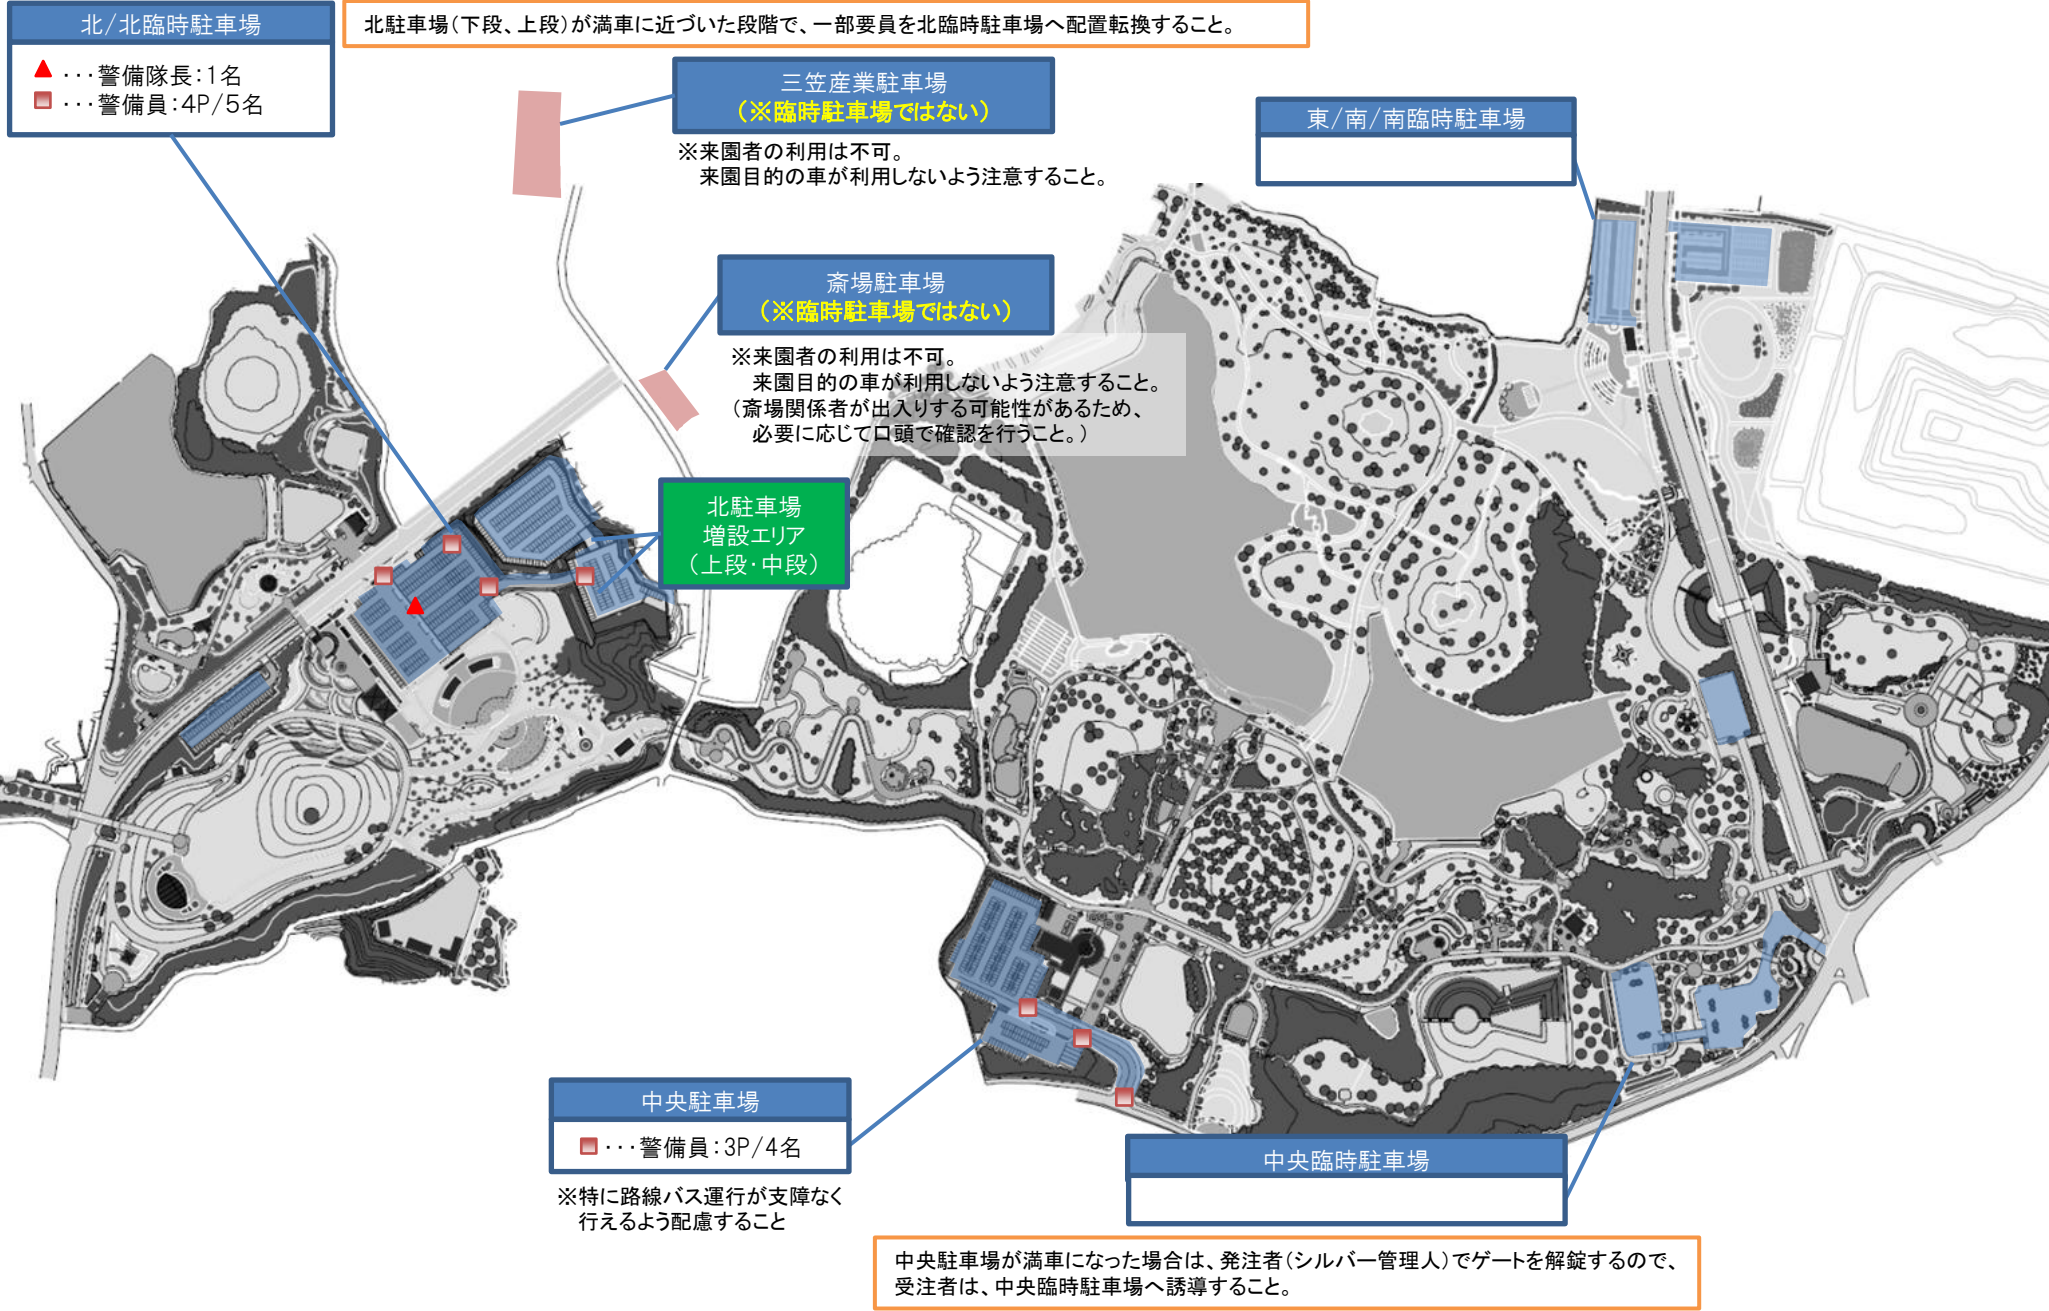 北/北臨時駐車場
・・・警備隊長：1名
・・・警備員：4P/5名
北駐車場（下段、上段）が満車に近づいた段階で、一部要員を北臨時駐車場へ配置転換すること。
三笠産業駐車場
（※臨時駐車場ではない）
※来園者の利用は不可。
来園目的の車が利用しないよう注意すること。
東/南/南臨時駐車場
斎場駐車場
（※臨時駐車場ではない）
※来園者の利用は不可。
来園目的の車が利用しないよう注意すること。
（斎場関係者が出入りする可能性があるため、
必要に応じて口頭で確認を行うこと。）
北駐車場
増設エリア
（上段・中段）
中央駐車場
・・・警備員：3P/4名
※特に路線バス運行が支障なく
行えるよう配慮すること
中央臨時駐車場
中央駐車場が満車になった場合は、発注者（シルバー管理人）でゲートを解錠するので、
受注者は、中央臨時駐車場へ誘導すること。